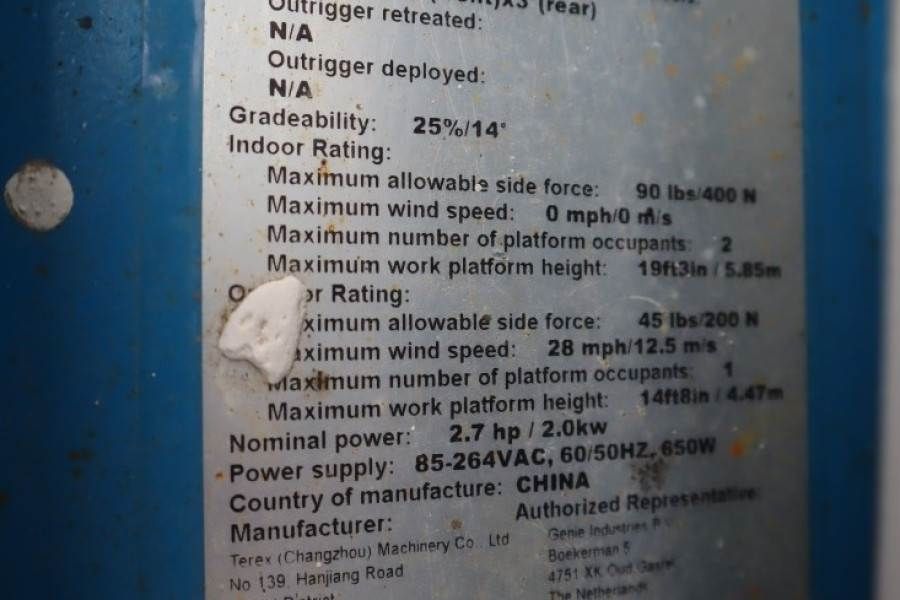 (rear)
Outrigger retreated:
N/A
Outrigger deployed:
N/A
Gradeability: 25%/14°
Indoor Rating:
Maximum allowable side force: 90 lbs/400 N
Maximum wind speed: 0 mph/0 m/s
Maximum number of platform occupants: 2
Maximum work platform height: 19ft3in / 5.85m
Rating:
allowable side force: 45 lbs/200 N
wind speed: 28 mph/12.5 m/s
Maximum number of platform occupants: 1
Maximum work platform height: 14ft8in / 4.47m
Nominal power: 2.7 hp / 2.0kw
Power supply: 85-264VAC, 60/50HZ, 650W
Country of manufacture: CHINA
Manufacturer: Authorized Representative:
Terex (Changzhou) Machinery Co., Ltd Genie Industries
No 139. Hanjiang Road Boekerman 5
4751 XK Oud
District The Netherlands